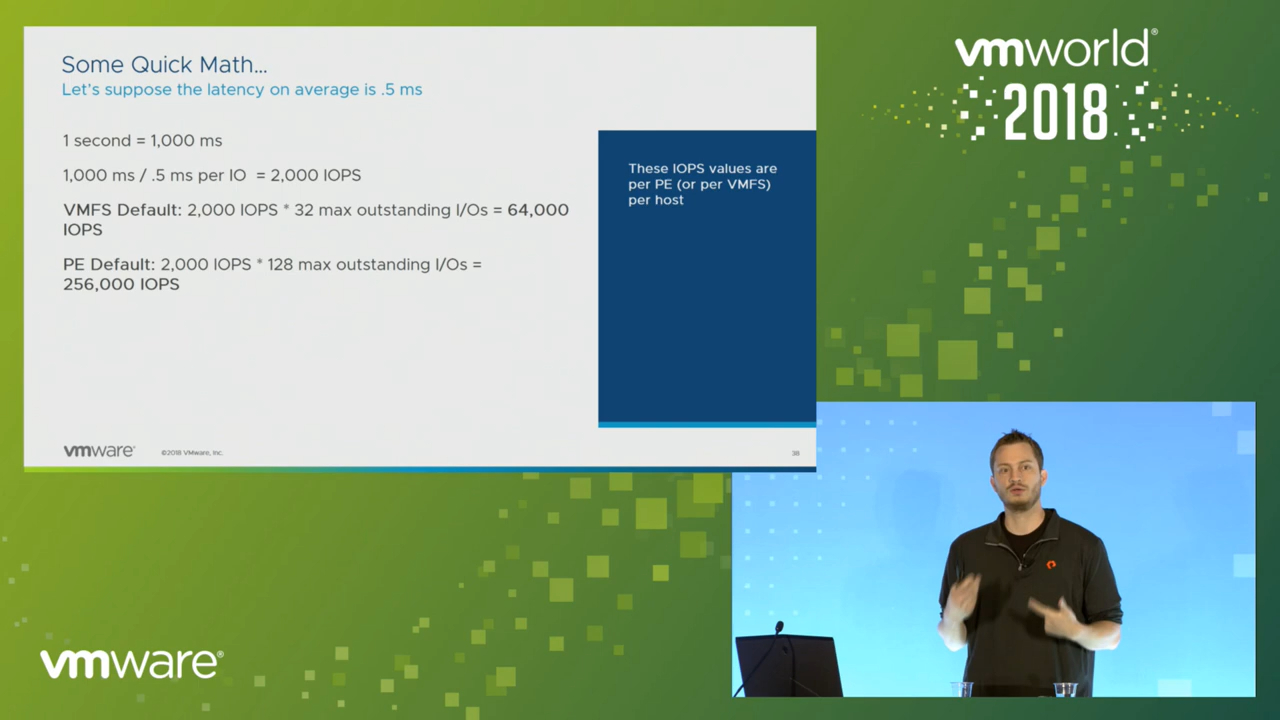 Some Quick Math...
Let's suppose the latency on average is .5 ms
1 second = 1,000 ms
1,000 ms / .5 ms per IO = 2,000 IOPS
VMFS Default: 2,000 IOPS * 32 max outstanding I/Os = 64,000
IOPS
PE Default: 2,000 IOPS * 128 max outstanding I/Os =
256,000 IOPS
These IOPS values are
per PE (or per VMFS)
per host
vmware®
©2018 VMware, Inc.
38
vmworld®
2018
vmware®